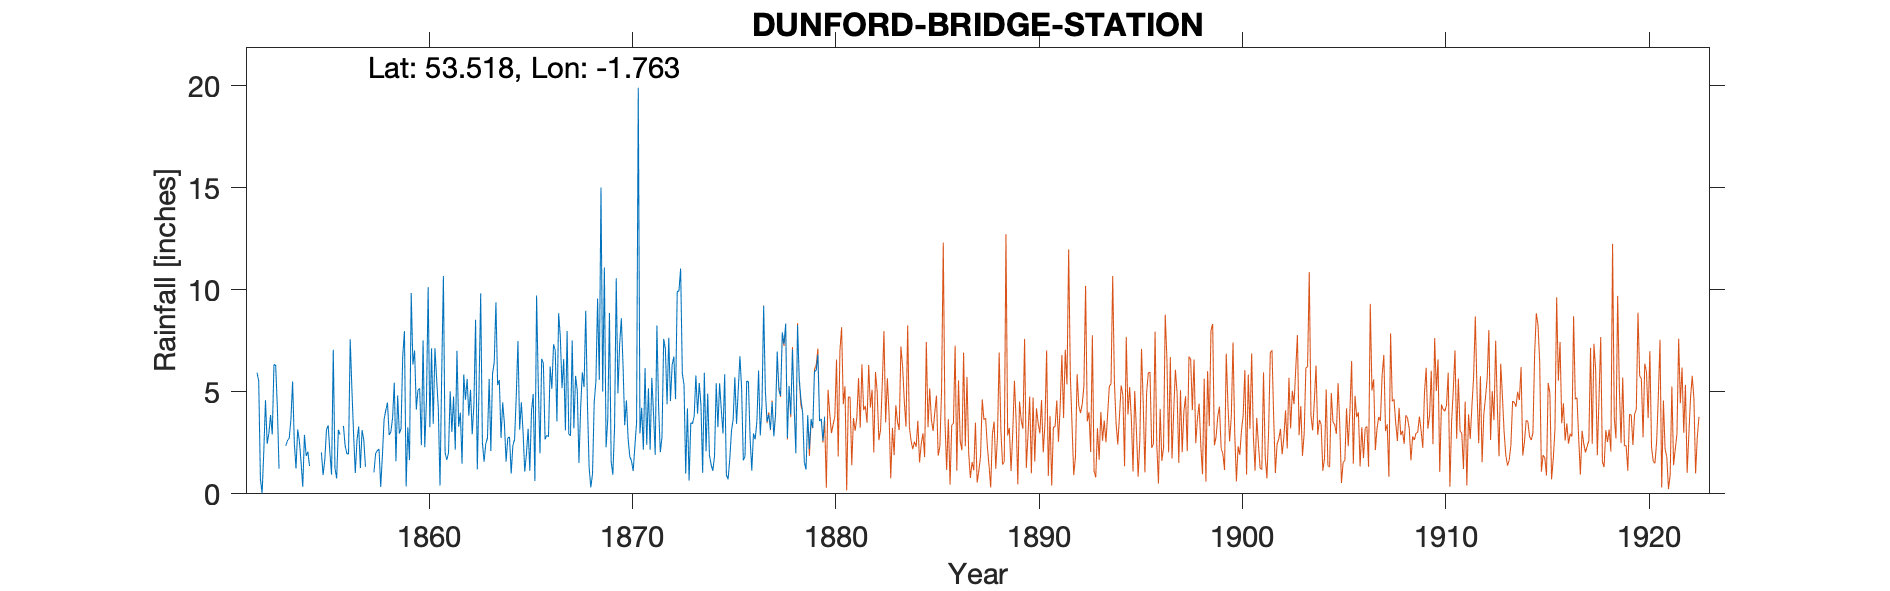 DUNFORD-BRIDGE-STATION
Lat: 53.518, Lon: -1.763
20
15
10
5
0
Rainfall [inches]
1860 1870 1880 1890 1900 1910 1920
Year